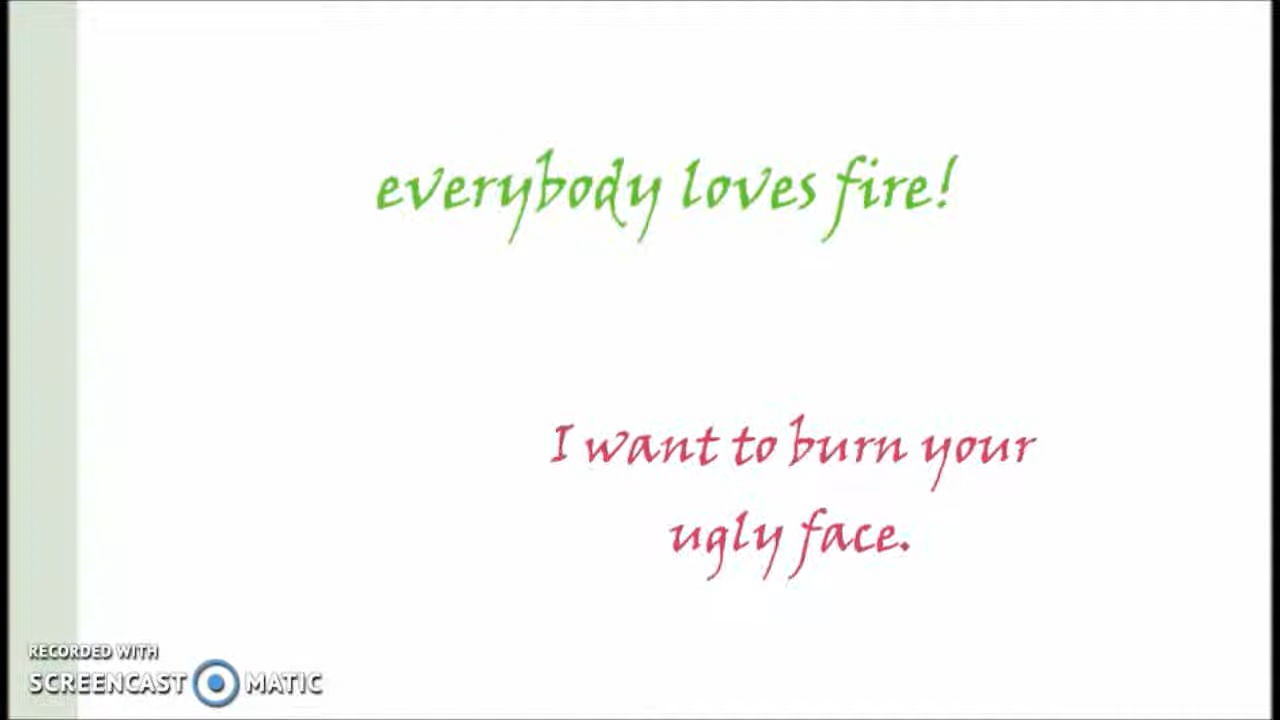 everybody loves fire!
I want to burn your
ugly face.
RECORDED WITH
SCREENCAST MATIC